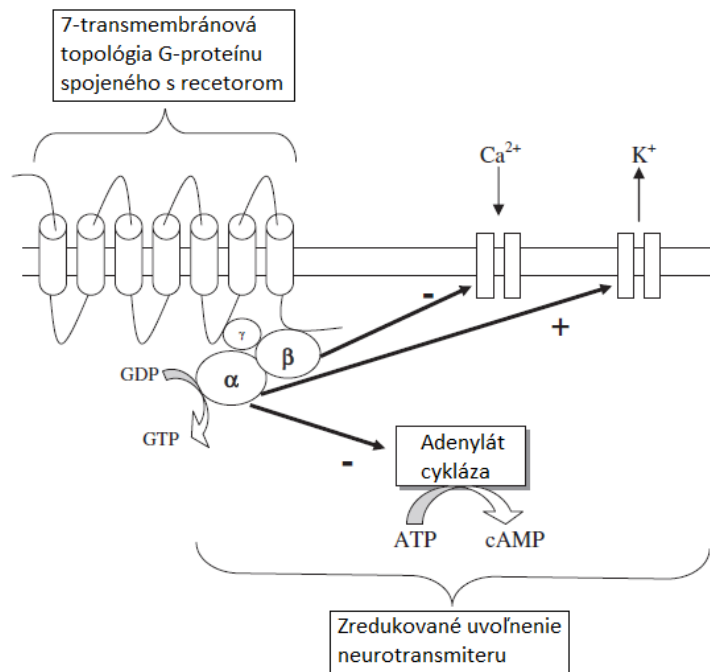 7-transmembránová
topológia G-proteínu
spojeného s recetorom
Ca2+
K+
-
+
γ
β
α
GDP
GTP
-
Adenylát
cykláza
ATP cAMP
Zredukované uvoľnenie
neurotransmiteru